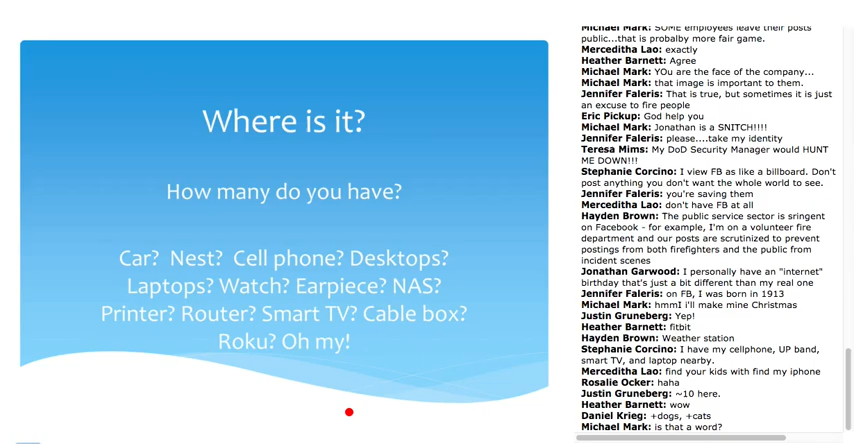 Where is it?
How many do you have?
Car? Nest? Cell phone? Desktops?
Laptops? Watch? Earpiece? NAS?
Printer? Router? Smart TV? Cable box?
Roku? Oh my!
Michael Mark: SOME employees leave their posts
public...that is probalby more fair game.
Merceditha Lao: exactly
Heather Barnett: Agree
Michael Mark: YOu are the face of the company...
Michael Mark: that image is important to them.
Jennifer Faleris: That is true, but sometimes it is just
an excuse to fire people
Eric Pickup: God help you
Michael Mark: Jonathan is a SNITCH!!!!
Jennifer Faleris: please....take my identity
Teresa Mims: My DoD Security Manager would HUNT
ME DOWN!!!
Stephanie Corcino: I view FB as like a billboard. Don't
post anything you don't want the whole world to see.
Jennifer Faleris: you're saving them
Merceditha Lao: don't have FB at all
Hayden Brown: The public service sector is sringent
on Facebook - for example, I'm on a volunteer fire
department and our posts are scrutinized to prevent
postings from both firefighters and the public from
incident scenes
Jonathan Garwood: I personally have an "internet"
birthday that's just a bit different than my real one
Jennifer Faleris: on FB, I was born in 1913
Michael Mark: hmmI i'll make mine Christmas
Justin Gruneberg: Yep!
Heather Barnett: fitbit
Hayden Brown: Weather station
Stephanie Corcino: I have my cellphone, UP band,
smart TV, and laptop nearby.
Merceditha Lao: find your kids with find my iphone
Rosalie Ocker: haha
Justin Gruneberg: ~10 here.
Heather Barnett: wow
Daniel Krieg: +dogs, +cats
Michael Mark: is that a word?